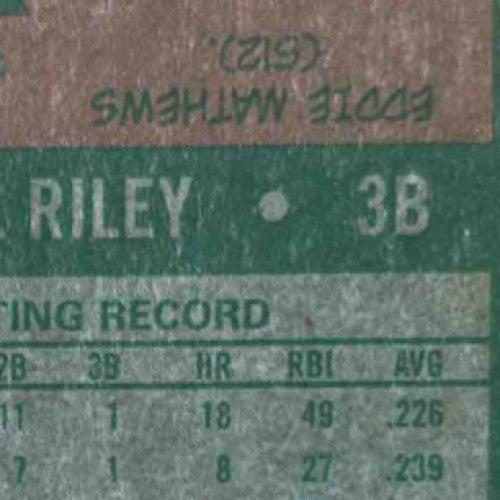 EDDIE MATHEWS
(512).
RILEY • 3B
TING RECORD
2B 3B HR RBI AVG
11 1 18 49 .226
7 1 8 27 .239